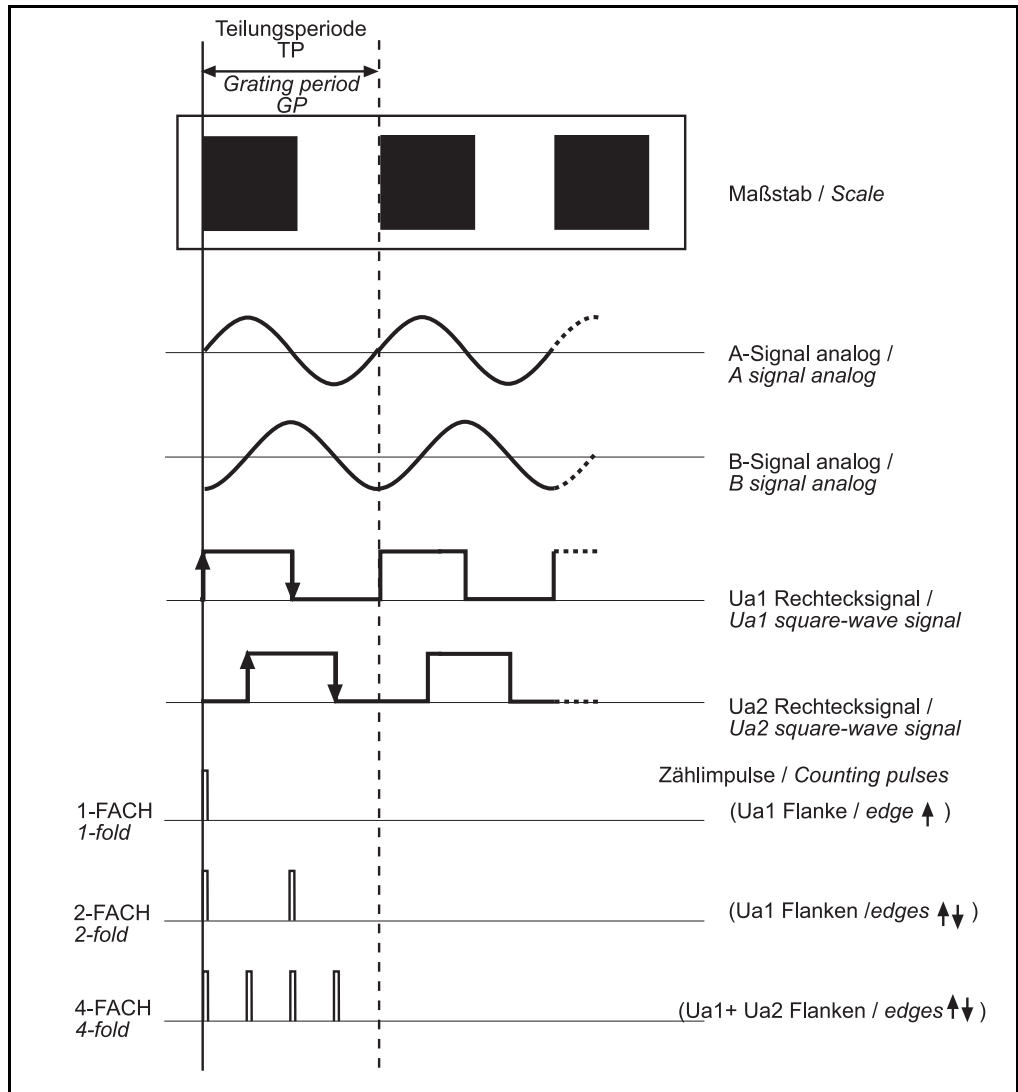 Teilungsperiode
TP
Grating period
GP
Maßstab / Scale
A-Signal analog /
A signal analog
B-Signal analog /
B signal analog
Ua1 Rechtecksignal /
Ua1 square-wave signal
Ua2 Rechtecksignal /
Ua2 square-wave signal
Zählimpulse / Counting pulses
1-FACH
1-fold
(Ua1 Flanke / edge ↑ )
2-FACH
2-fold
(Ua1 Flanken /edges ↑↓ )
4-FACH
4-fold
(Ua1+ Ua2 Flanken / edges ↑↓ )